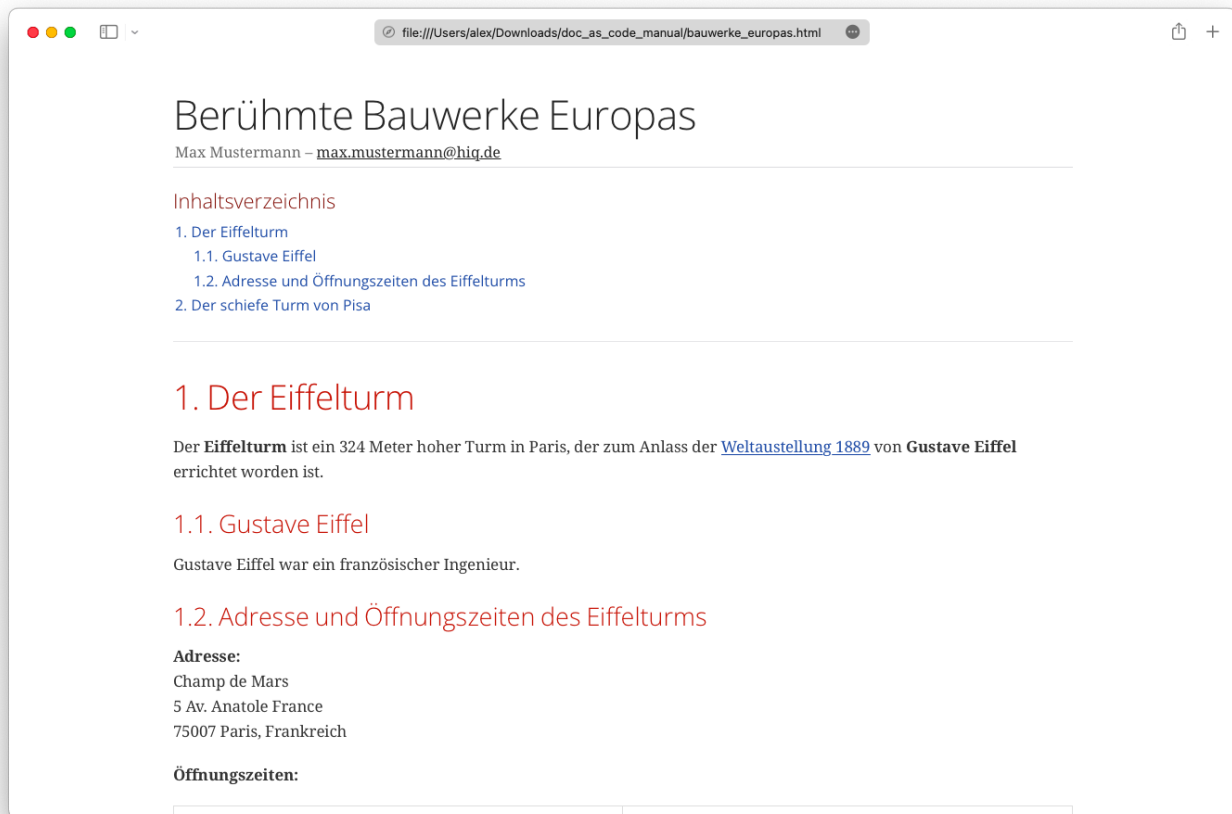 file:///Users/alex/Downloads/doc_as_code_manual/bauwerke_europas.html
Berühmte Bauwerke Europas
Max Mustermann – max.mustermann@hiq.de
Inhaltsverzeichnis
1. Der Eiffelturm
1.1. Gustave Eiffel
1.2. Adresse und Öffnungszeiten des Eiffelturms
2. Der schiefe Turm von Pisa
1. Der Eiffelturm
Der Eiffelturm ist ein 324 Meter hoher Turm in Paris, der zum Anlass der Weltaustellung 1889 von Gustave Eiffel
errichtet worden ist.
1.1. Gustave Eiffel
Gustave Eiffel war ein französischer Ingenieur.
1.2. Adresse und Öffnungszeiten des Eiffelturms
Adresse:
Champ de Mars
5 Av. Anatole France
75007 Paris, Frankreich
Öffnungszeiten: